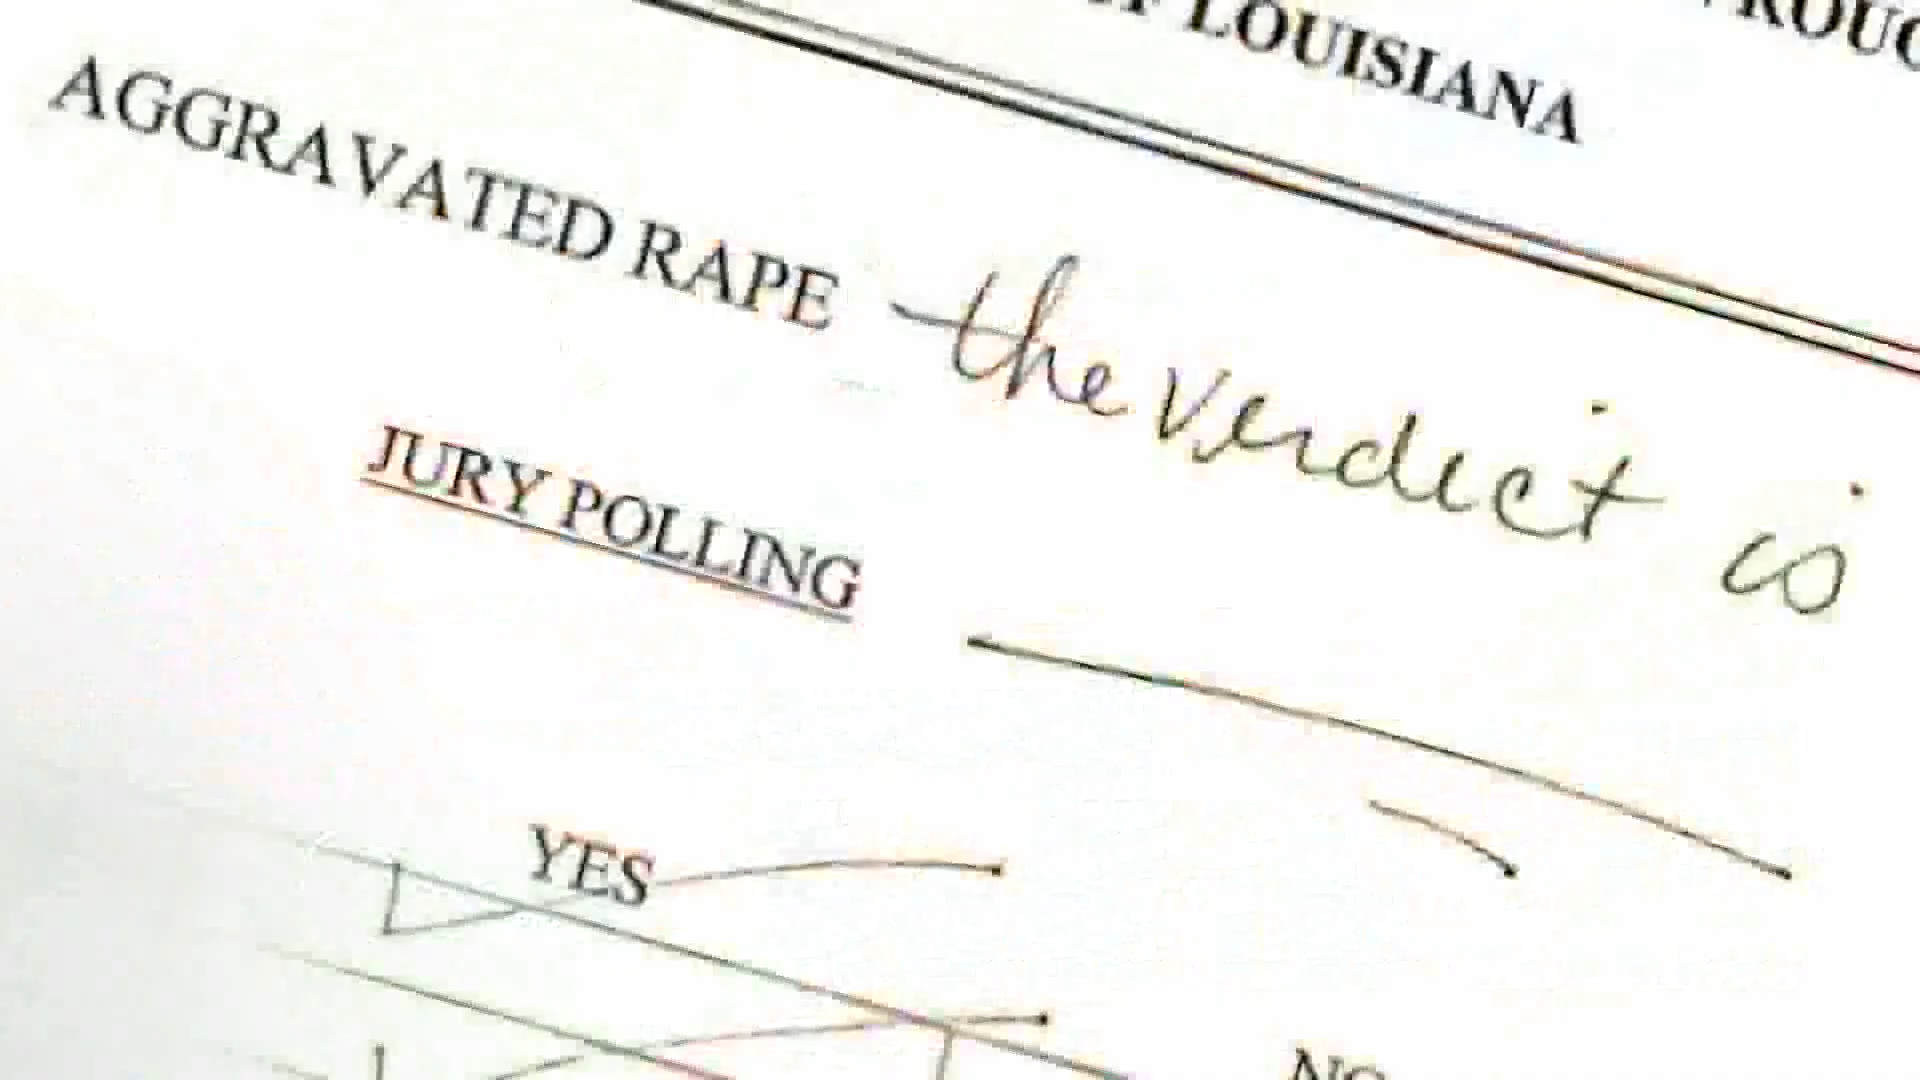 LOUISIANA
AGGRAVATED RAPE the verdict is
JURY POLLING
YES